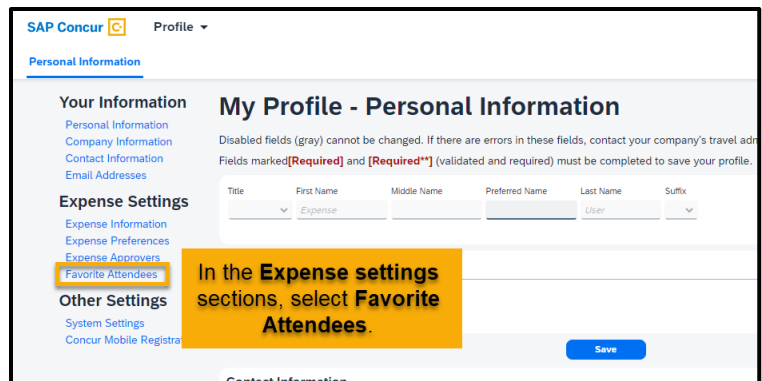 SAP Concur C Profile
Personal Information
Your Information
Personal Information
Company Information
Contact Information
Email Addresses
Expense Settings
Expense Information
Expense Preferences
Expense Approvers
Favorite Attendees
Other Settings
System Settings
Concur Mobile
My Profile - Personal Information
Disabled fields (gray) cannot be changed. If there are errors in these fields, contact your company's travel
Fields marked[Required] and [Required**] (validated and required) must be completed to save your profile.
Title First Name Middle Name Preferred Name Last Name Suffix
Expense User
In the Expense settings
sections, select Favorite
Attendees.
Save
Contact Information